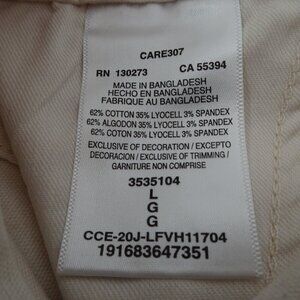 CARE307
RN 130273 CA 55394
MADE IN BANGLADESH
HECHO EN BANGLADESH
FABRIQUE AU BANGLADESH
62% COTTON 35% LYOCELL 3% SPANDEX
62% ALGODON 35% LYOCELL 3% SPANDEX
62% COTON 35% LYOCELL 3% SPANDEX
EXCLUSIVE OF DECORATION / EXCEPTO
DECORACION / EXCLUSIVE OF TRIMMING /
GARNITURE NON COMPRISE
3535104
L
G
G
CCE-20J-LFVH11704
191683647351